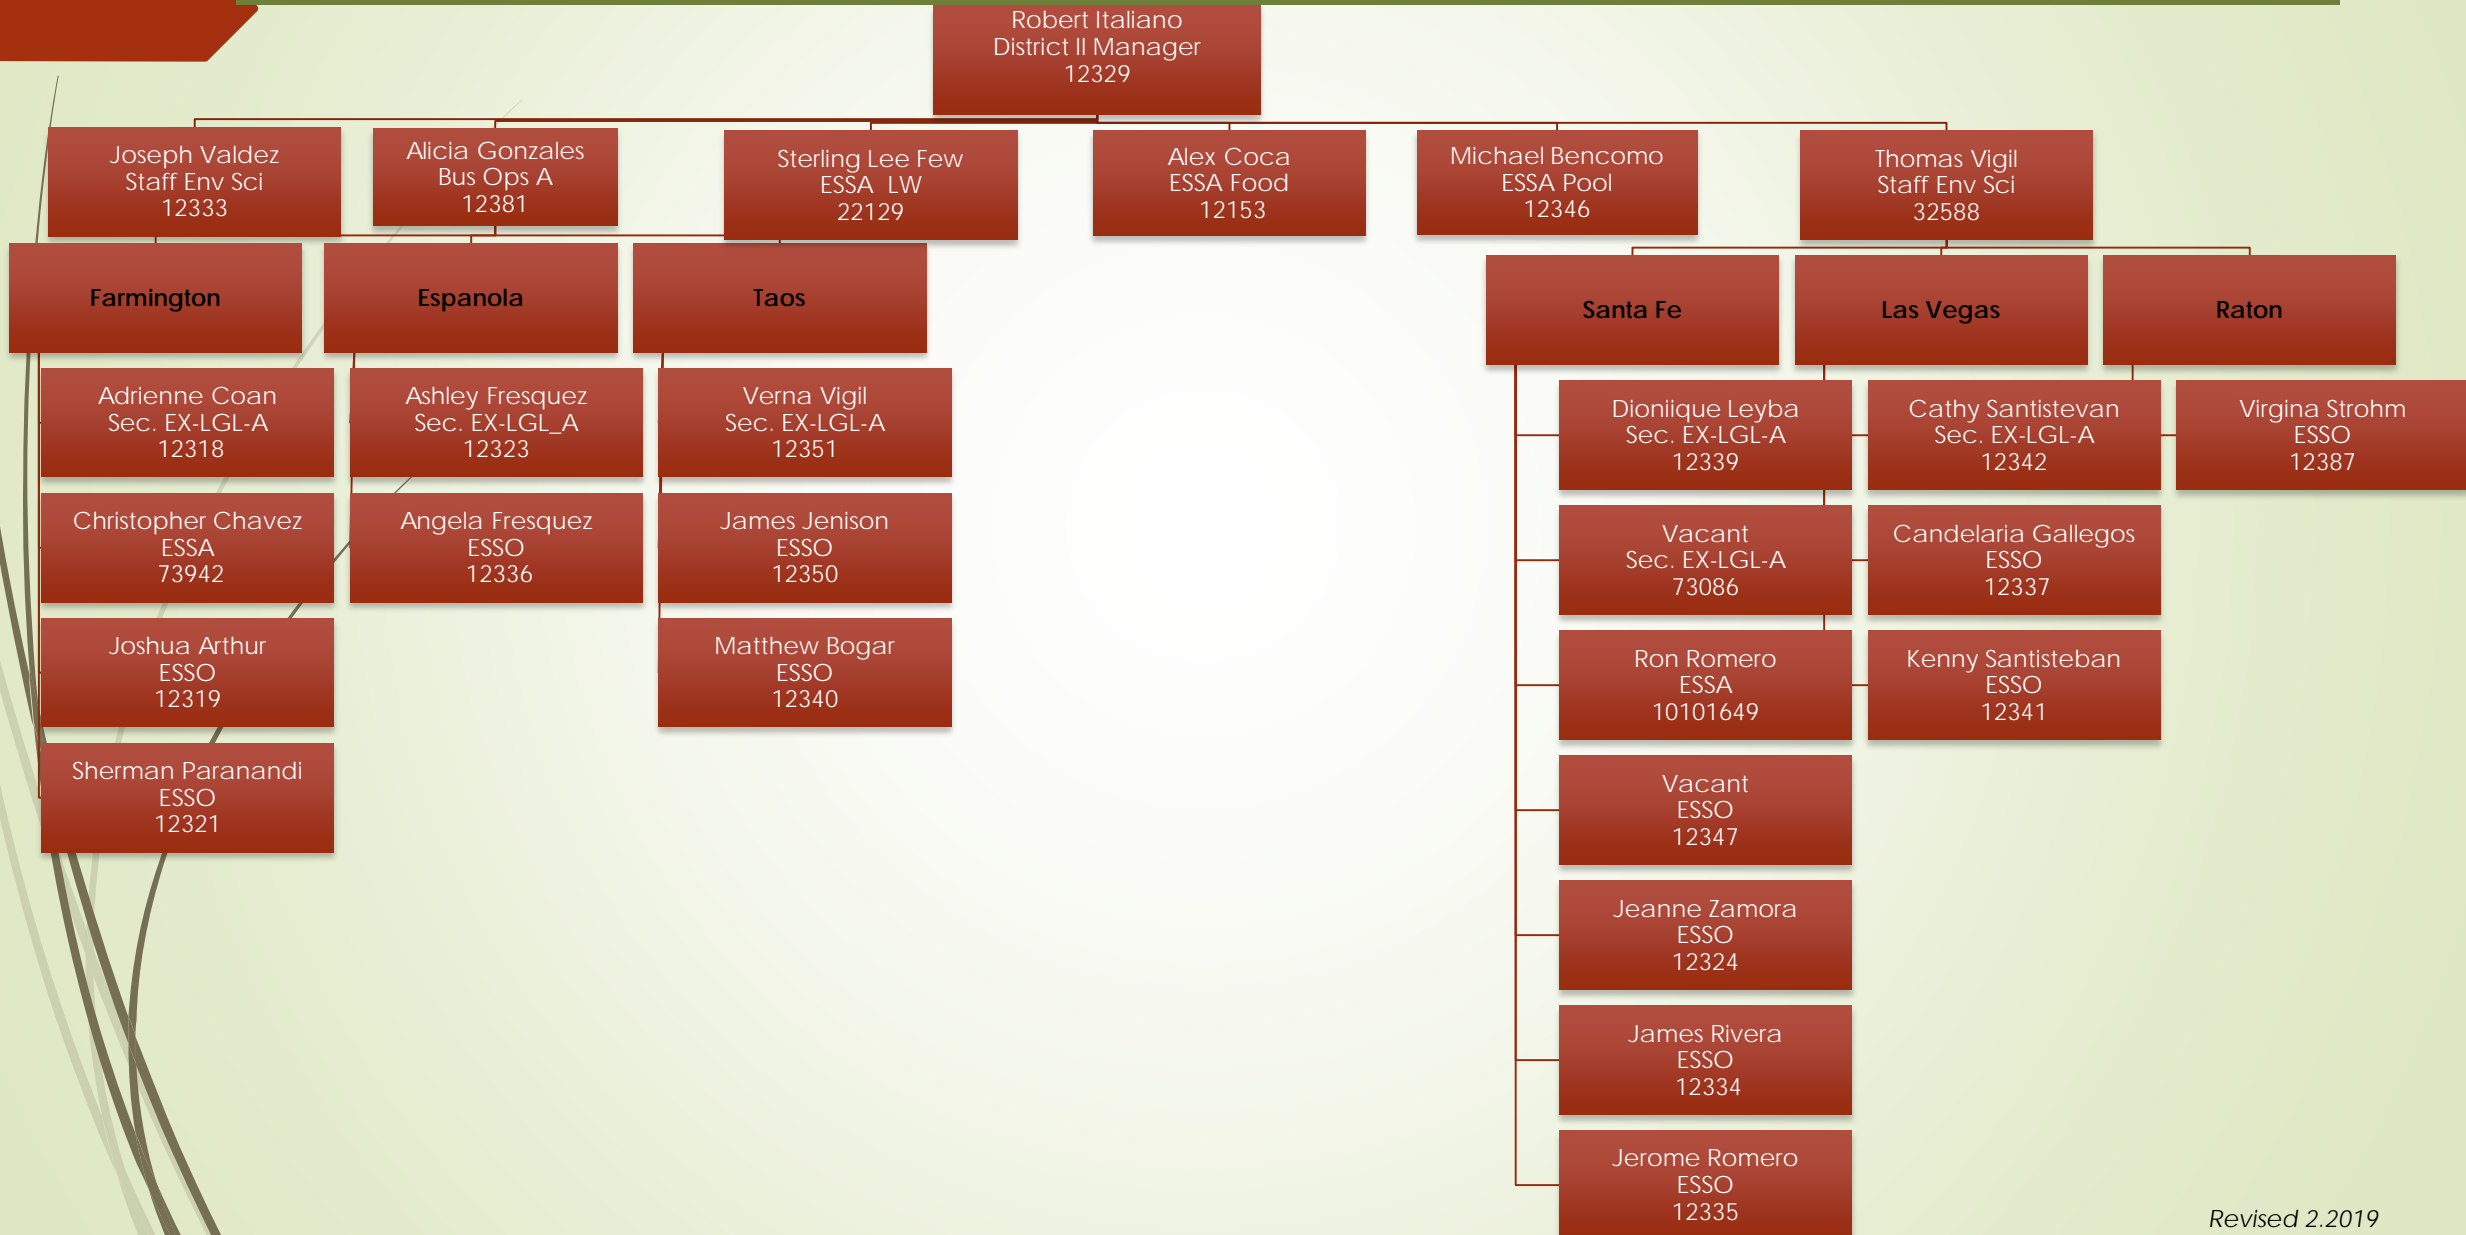 Robert Italiano
District II Manager
12329
Joseph Valdez
Staff Env Sci
12333
Alicia Gonzales
Bus Ops A
12381
Sterling Lee Few
ESSA LW
22129
Alex Coca
ESSA Food
12153
Michael Bencomo
ESSA Pool
12346
Thomas Vigil
Staff Env Sci
32588
Farmington
Adrienne Coan
Sec. EX-LGL-A
12318
Christopher Chavez
ESSA
73942
Joshua Arthur
ESSO
12319
Sherman Paranandi
ESSO
12321
Espanola
Ashley Fresquez
Sec. EX-LGL_A
12323
Angela Fresquez
ESSO
12336
Taos
Verna Vigil
Sec. EX-LGL-A
12351
James Jenison
ESSO
12350
Matthew Bogar
ESSO
12340
Santa Fe
Dioniique Leyba
Sec. EX-LGL-A
12339
Vacant
Sec. EX-LGL-A
73086
Ron Romero
ESSA
10101649
Vacant
ESSO
12347
Jeanne Zamora
ESSO
12324
James Rivera
ESSO
12334
Jerome Romero
ESSO
12335
Las Vegas
Cathy Santistevan
Sec. EX-LGL-A
12342
Candelaria Gallegos
ESSO
12337
Kenny Santisteban
ESSO
12341
Raton
Virgina Strohm
ESSO
12387
Revised 2.2019